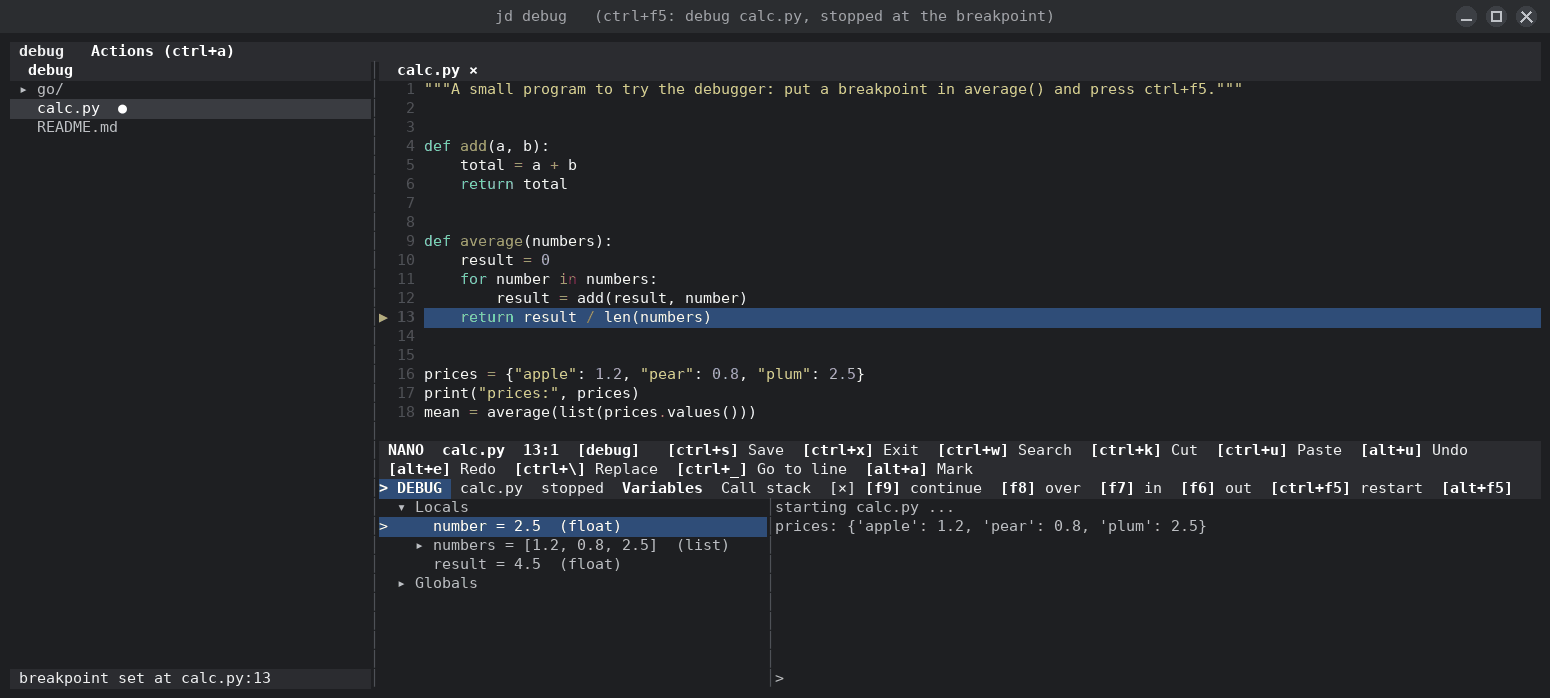 jd debug   (ctrl+f5: debug calc.py, stopped at the breakpoint)
debug   Actions (ctrl+a)
debug
▸ go/
calc.py  ●
README.md
calc.py ×
1 """A small program to try the debugger: put a breakpoint in average() and press ctrl+f5."""
2
3
4 def add(a, b):
5     total = a + b
6     return total
7
8
9 def average(numbers):
10     result = 0
11     for number in numbers:
12         result = add(result, number)
▶ 13     return result / len(numbers)
14
15
16 prices = {"apple": 1.2, "pear": 0.8, "plum": 2.5}
17 print("prices:", prices)
18 mean = average(list(prices.values()))
NANO  calc.py  13:1  [debug]   [ctrl+s] Save  [ctrl+x] Exit  [ctrl+w] Search  [ctrl+k] Cut  [ctrl+u] Paste  [alt+u] Undo
[alt+e] Redo  [ctrl+\] Replace  [ctrl+_] Go to line  [alt+a] Mark
> DEBUG  calc.py  stopped  Variables  Call stack  [×] [f9] continue  [f8] over  [f7] in  [f6] out  [ctrl+f5] restart  [alt+f5]
▾ Locals
>     number = 2.5  (float)
▸ numbers = [1.2, 0.8, 2.5]  (list)
result = 4.5  (float)
▸ Globals
starting calc.py ...
prices: {'apple': 1.2, 'pear': 0.8, 'plum': 2.5}
>
breakpoint set at calc.py:13